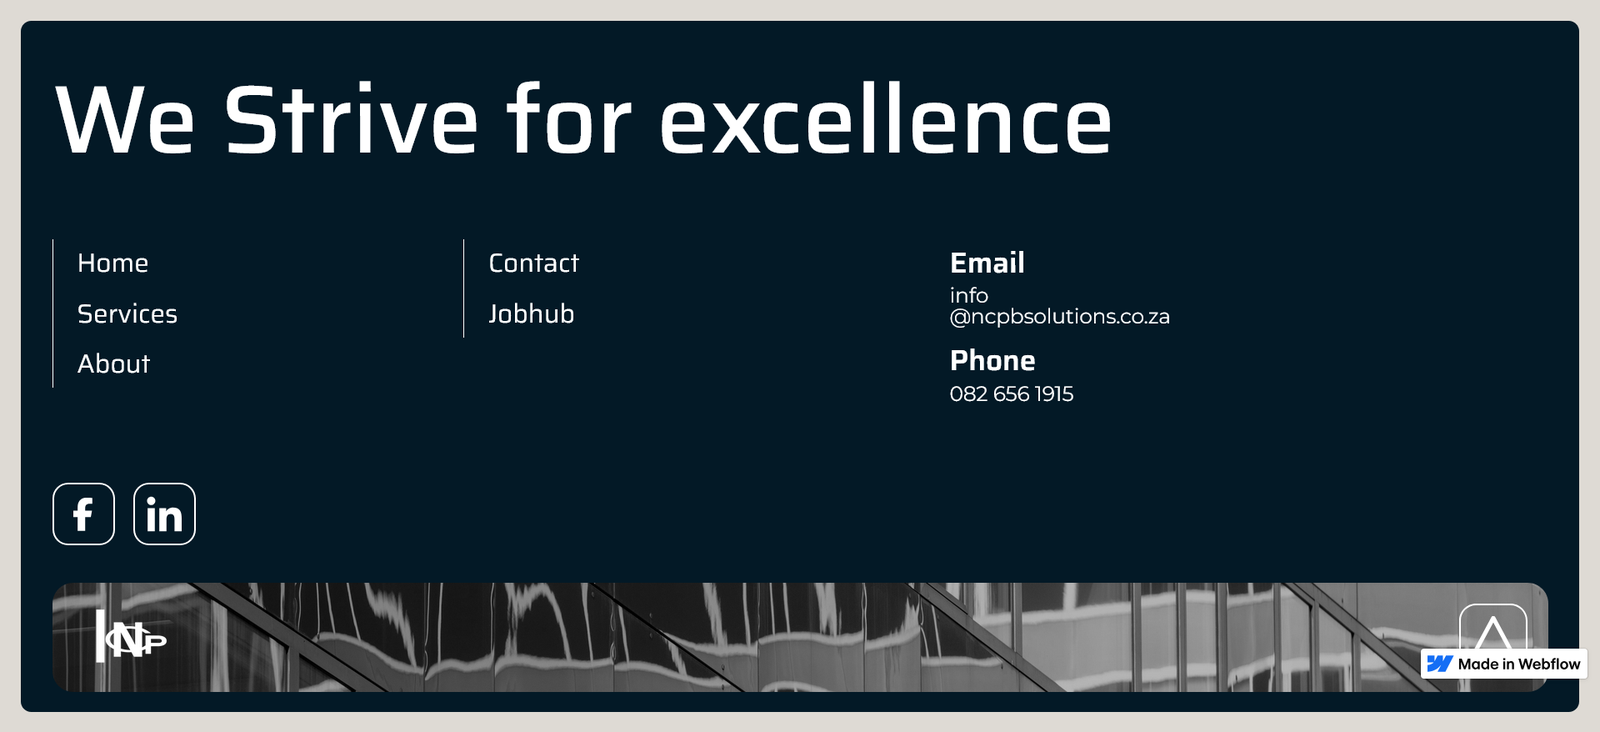 We Strive for excellence
Home
Services
About
Contact
Jobhub
Email
info
@ncpbsolutions.co.za
Phone
082 656 1915
f
in
NCP
Made in Webflow